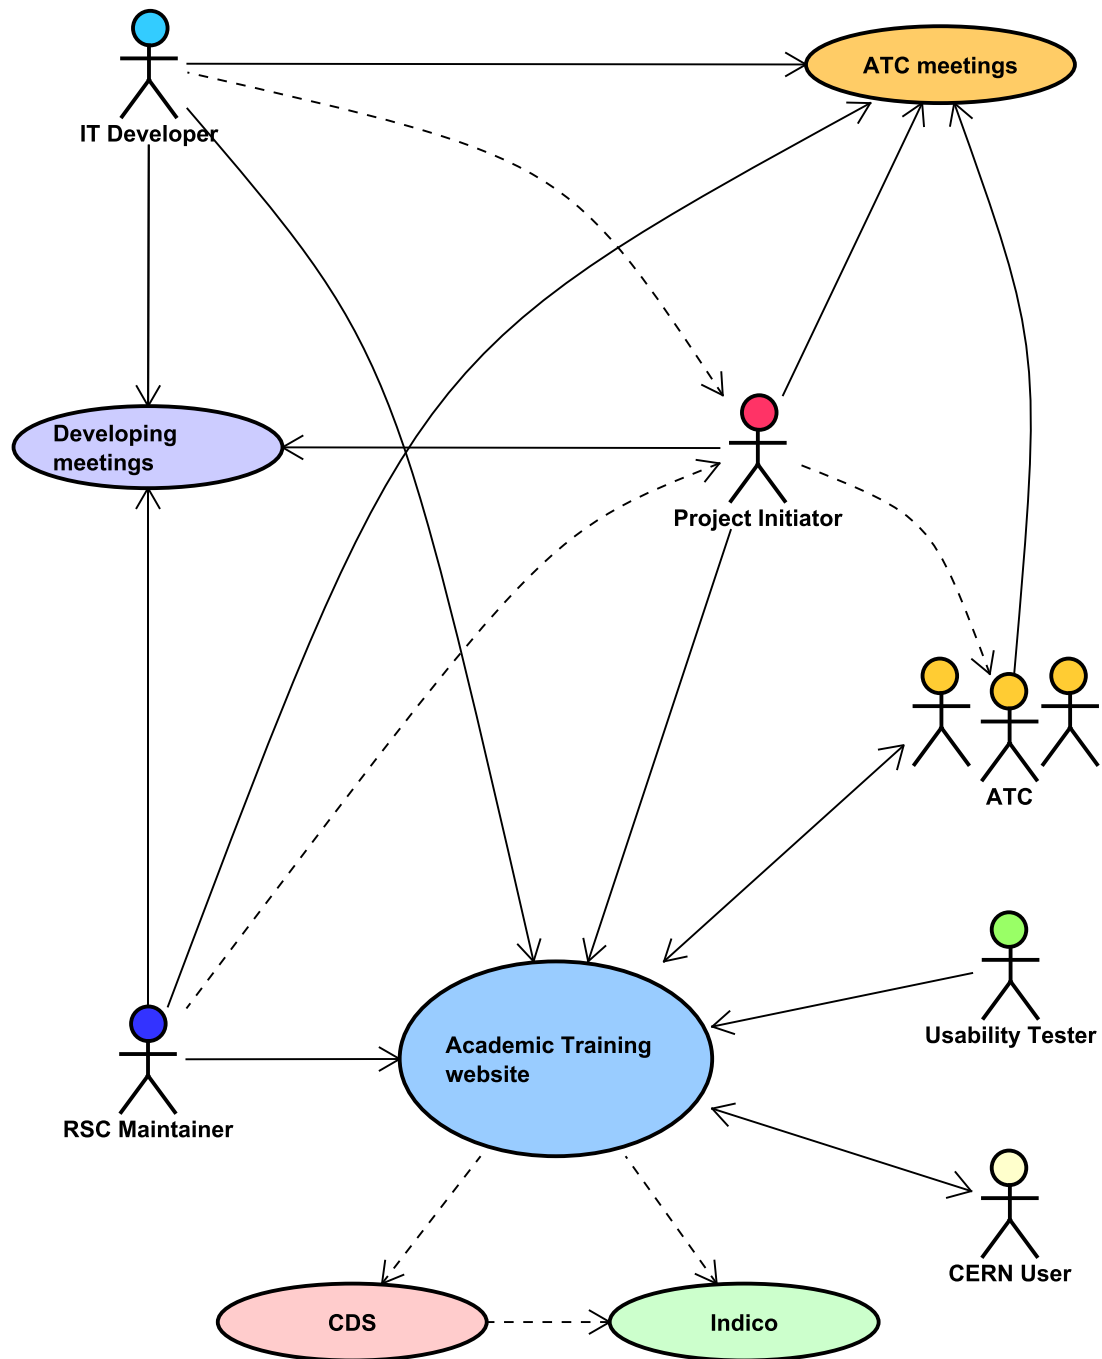 ATC meetings
IT Developer
Developing
meetings
Project Initiator
ATC
Usability Tester
Academic Training
website
RSC Maintainer
CERN User
CDS
Indico